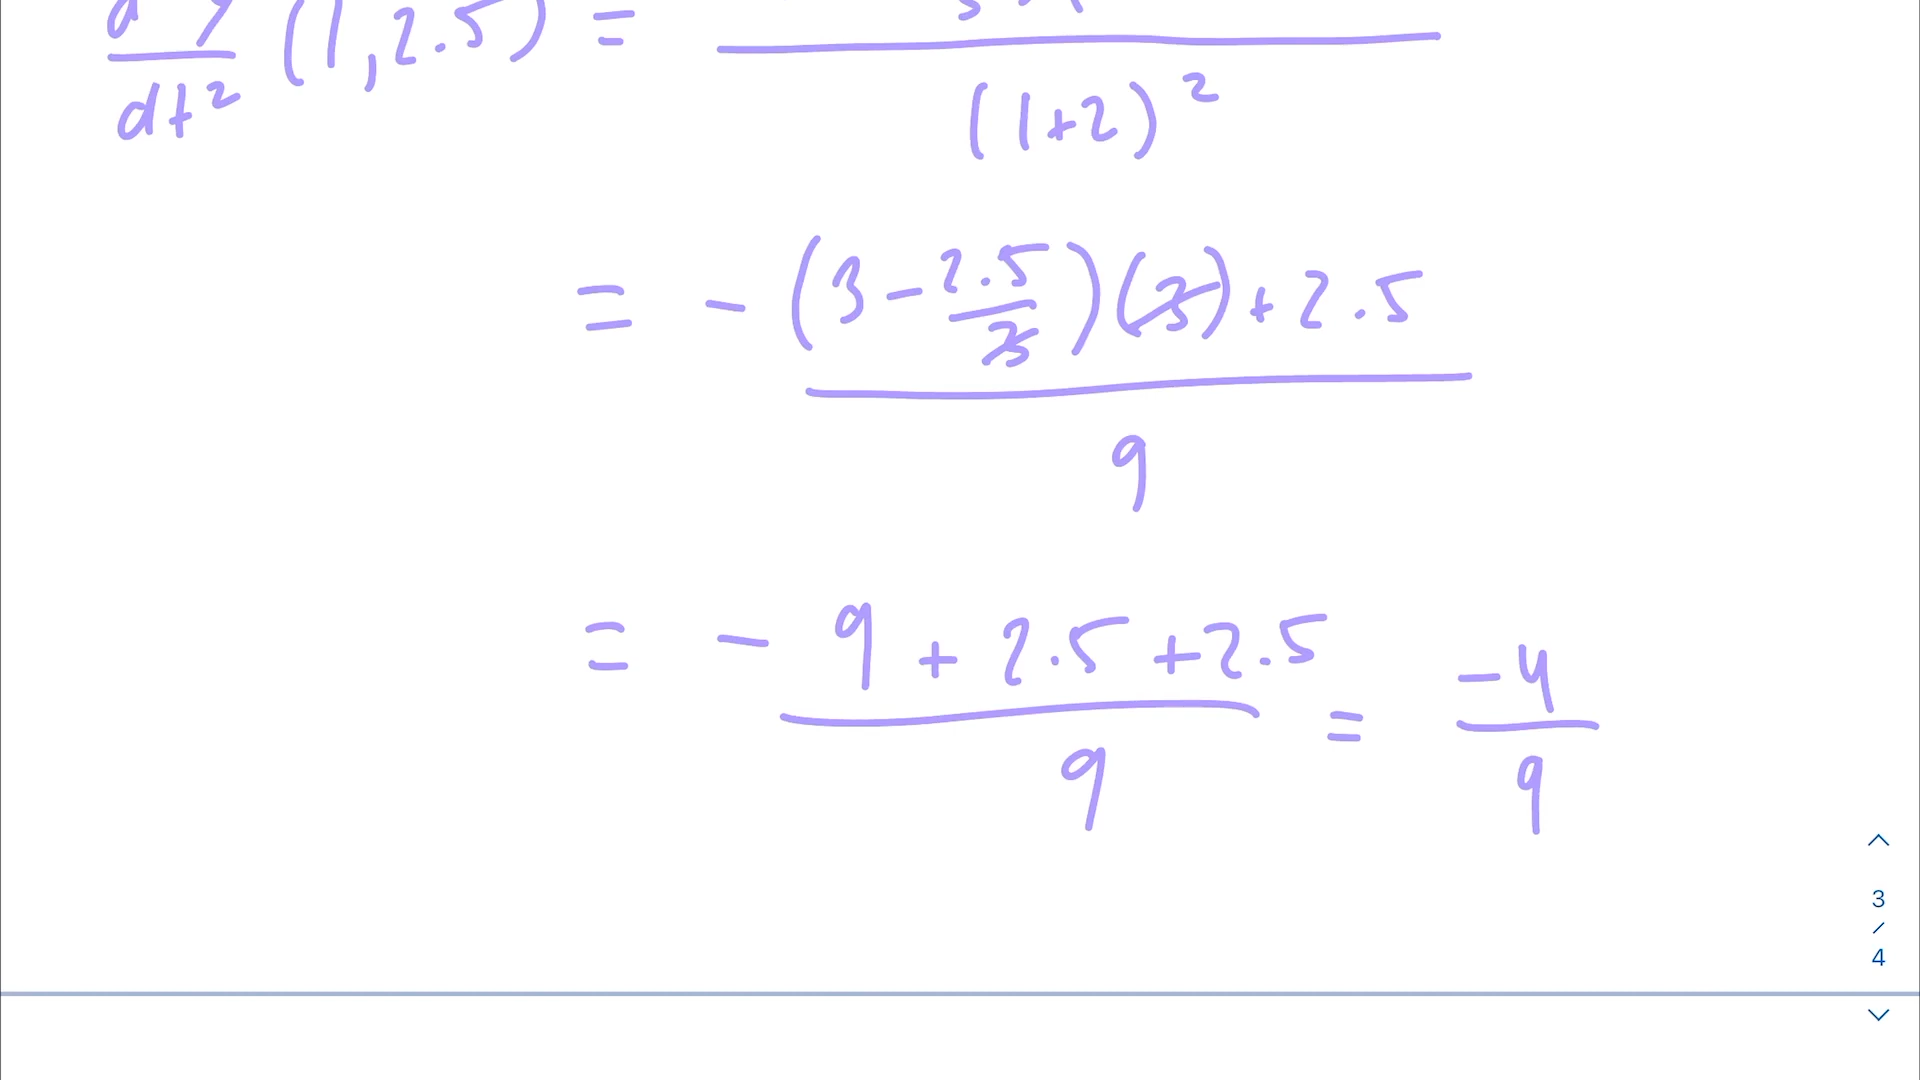 d²y/dt² (1, 2.5) = ───── / (1+2)²
= - (3 - 2.5/3)(3) + 2.5 / 9
= - 9 + 2.5 + 2.5 / 9 = -4/9
3
/
4